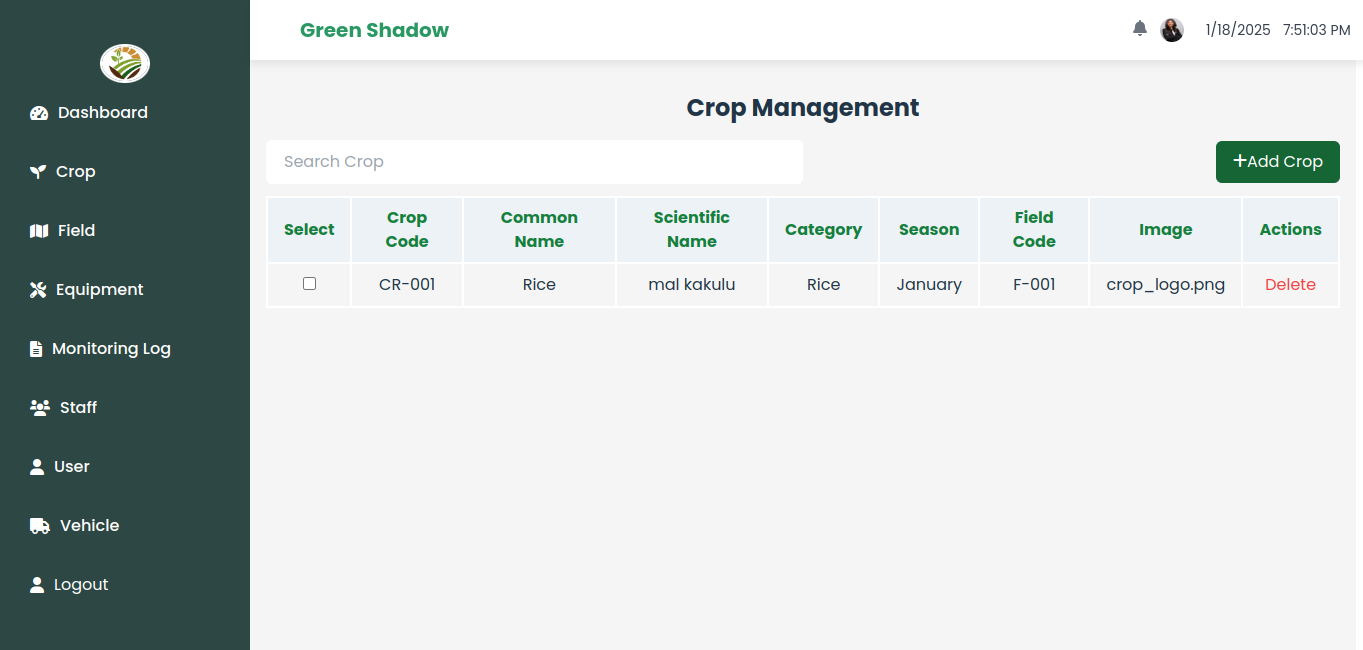 Green Shadow
1/18/2025 7:51:03 PM
Dashboard
Crop
Field
Equipment
Monitoring Log
Staff
User
Vehicle
Logout
Crop Management
Search Crop
+Add Crop
Select Crop Code Common Name Scientific Name Category Season Field Code Image Actions
CR-001 Rice mal kakulu Rice January F-001 crop_logo.png Delete